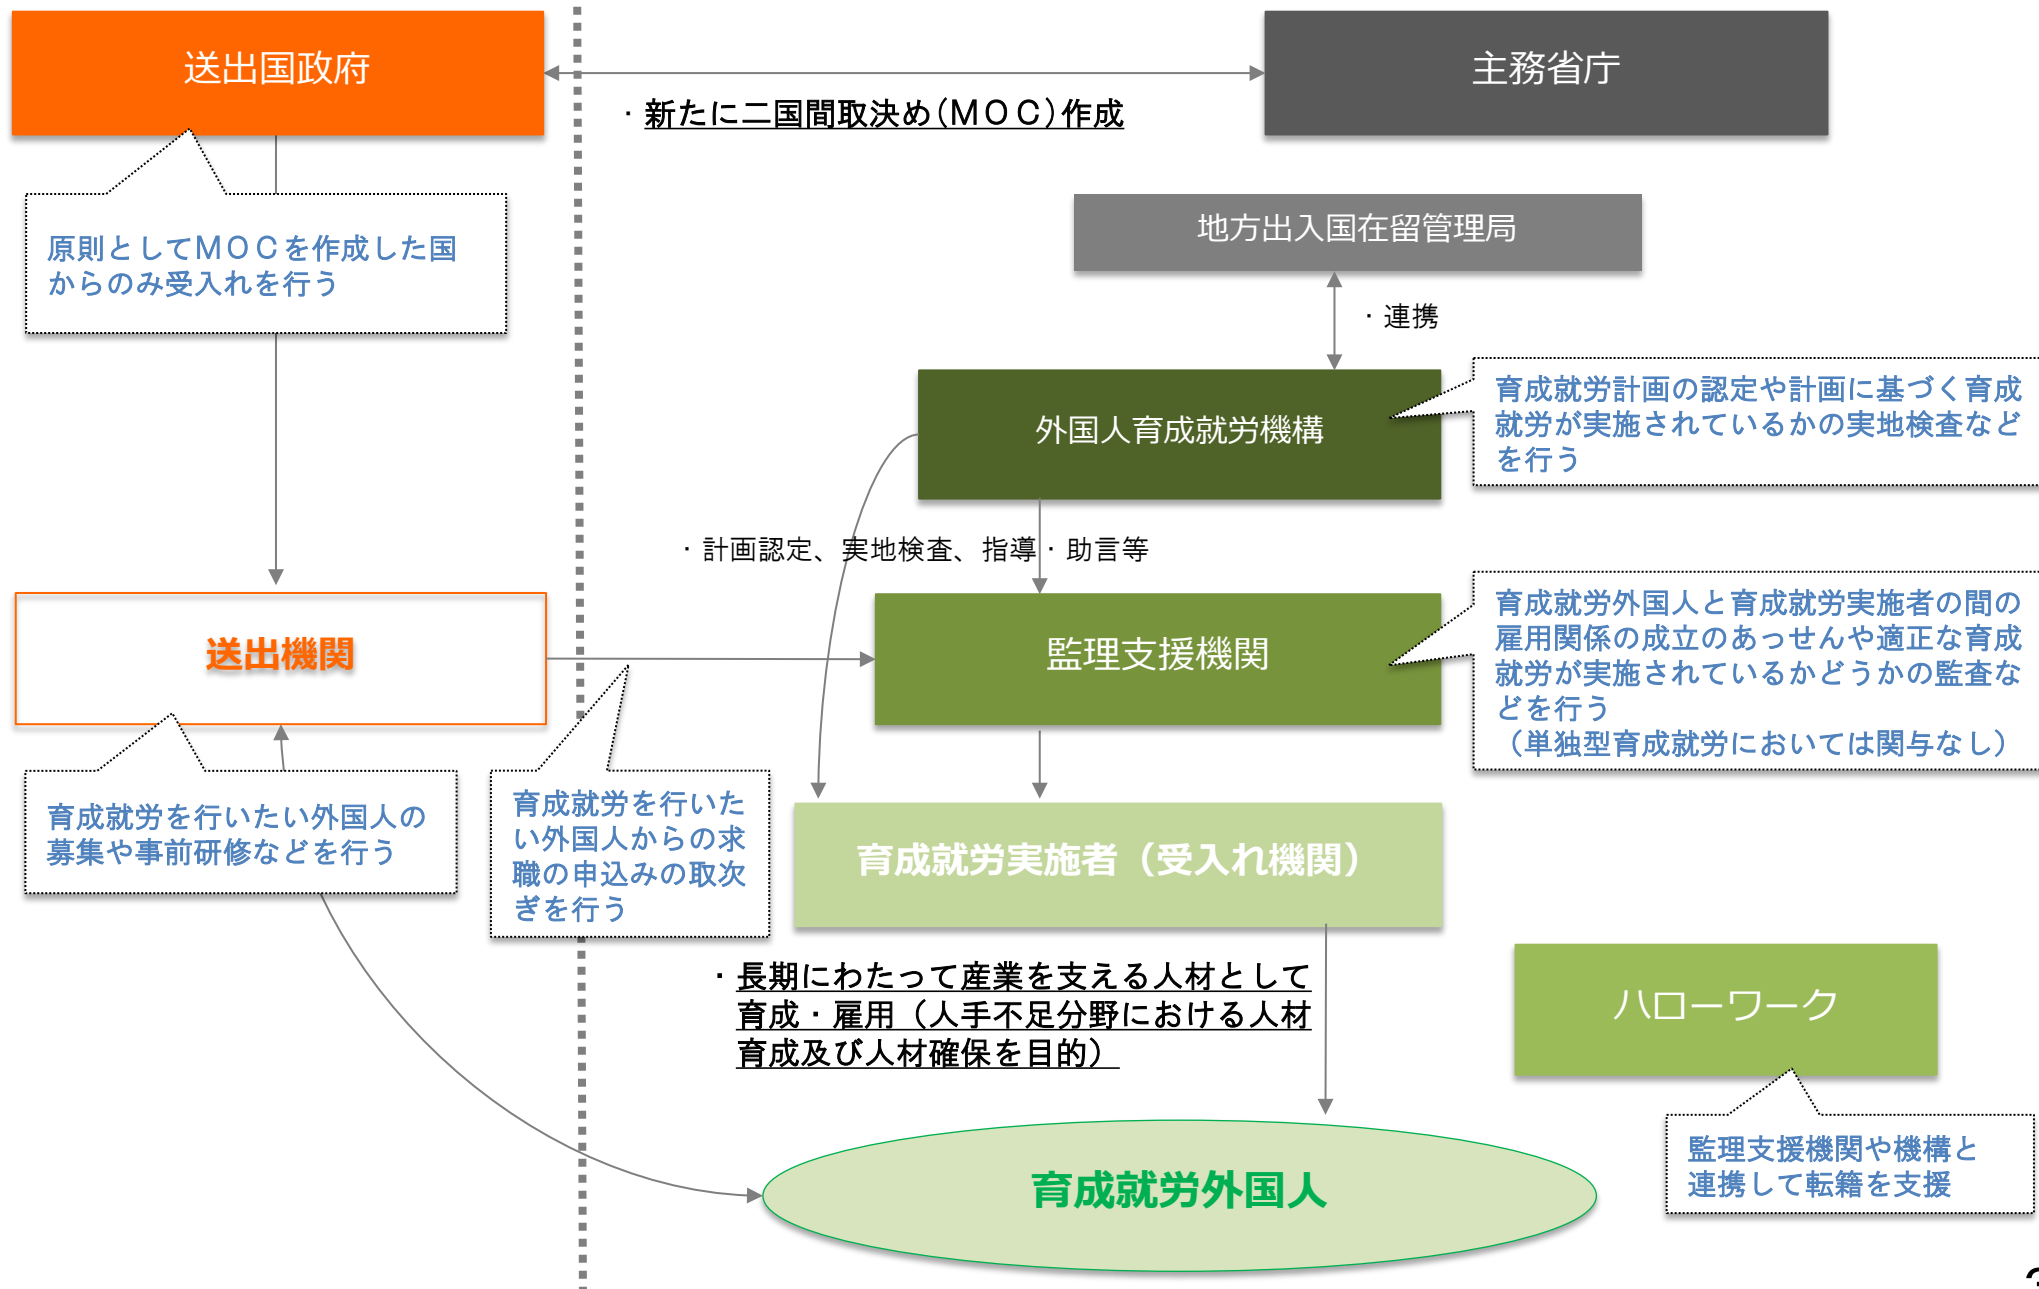 送出国政府
主務省庁
・新たに二国間取決め(ＭＯＣ)作成
原則としてＭＯＣを作成した国
からのみ受入れを行う
地方出入国在留管理局
・連携
外国人育成就労機構
育成就労計画の認定や計画に基づく育成
就労が実施されているかの実地検査など
を行う
・計画認定、実地検査、指導・助言等
送出機関
監理支援機関
育成就労外国人と育成就労実施者の間の
雇用関係の成立のあっせんや適正な育成
就労が実施されているかどうかの監査な
どを行う
（単独型育成就労においては関与なし）
育成就労を行いたい外国人の
募集や事前研修などを行う
育成就労を行いた
い外国人からの求
職の申込みの取次
ぎを行う
育成就労実施者（受入れ機関）
・長期にわたって産業を支える人材として
育成・雇用（人手不足分野における人材
育成及び人材確保を目的）
ハローワーク
監理支援機関や機構と
連携して転籍を支援
育成就労外国人